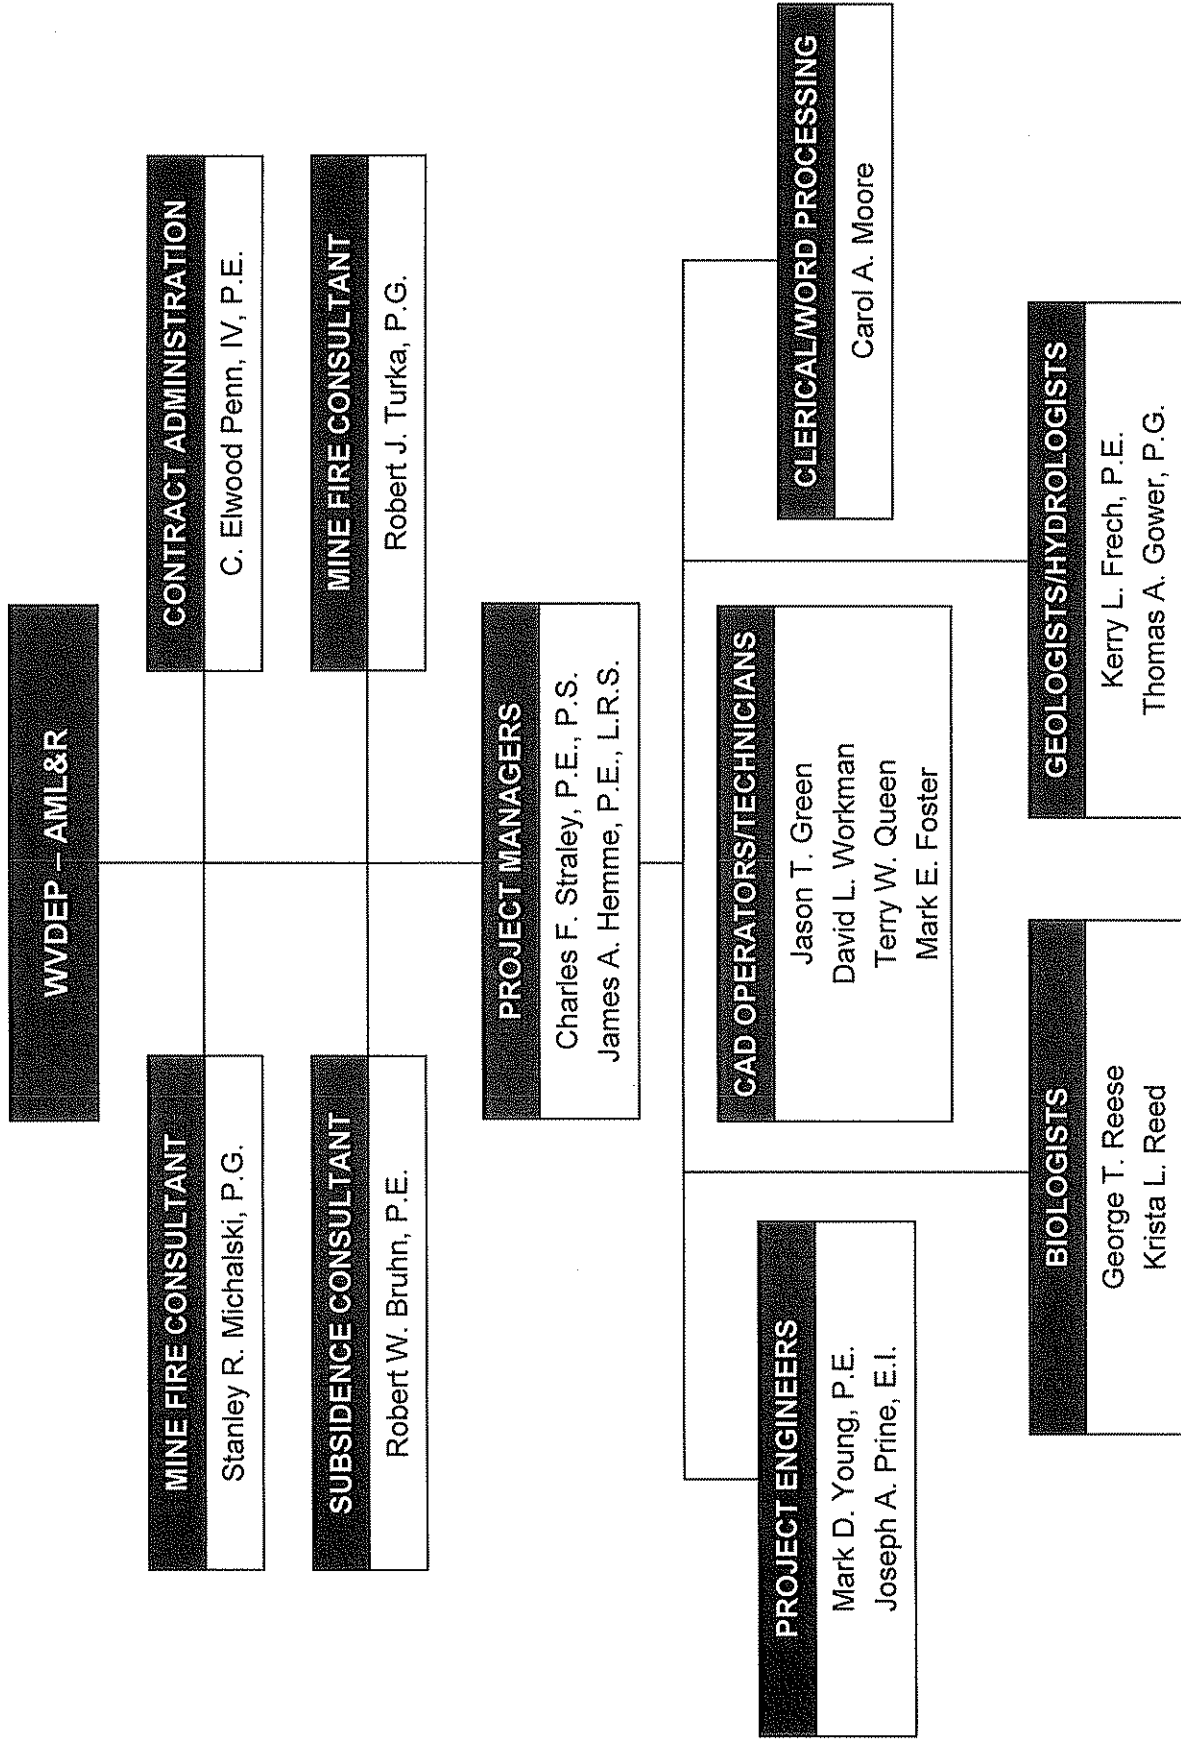 WVDEP – AML&R
MINE FIRE CONSULTANT
Stanley R. Michalski, P.G.
CONTRACT ADMINISTRATION
C. Elwood Penn, IV, P.E.
SUBSIDENCE CONSULTANT
Robert W. Bruhn, P.E.
MINE FIRE CONSULTANT
Robert J. Turka, P.G.
PROJECT MANAGERS
Charles F. Straley, P.E., P.S.
James A. Hemme, P.E., L.R.S.
PROJECT ENGINEERS
Mark D. Young, P.E.
Joseph A. Prine, E.I.
CAD OPERATORS/TECHNICIANS
Jason T. Green
David L. Workman
Terry W. Queen
Mark E. Foster
CLERICAL/WORD PROCESSING
Carol A. Moore
BIOLOGISTS
George T. Reese
Krista L. Reed
GEOLOGISTS/HYDROLOGISTS
Kerry L. Frech, P.E.
Thomas A. Gower, P.G.